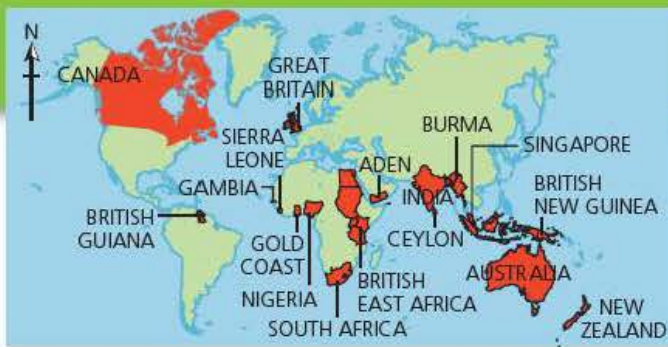 N
CANADA
GREAT
BRITAIN
SIERRA
LEONE
GAMBIA
BRITISH
GUIANA
GOLD
COAST
NIGERIA
SOUTH AFRICA
BRITISH
EAST AFRICA
ADEN
INDIA
BURMA
CEYLON
SINGAPORE
BRITISH
NEW GUINEA
AUSTRALIA
NEW
ZEALAND